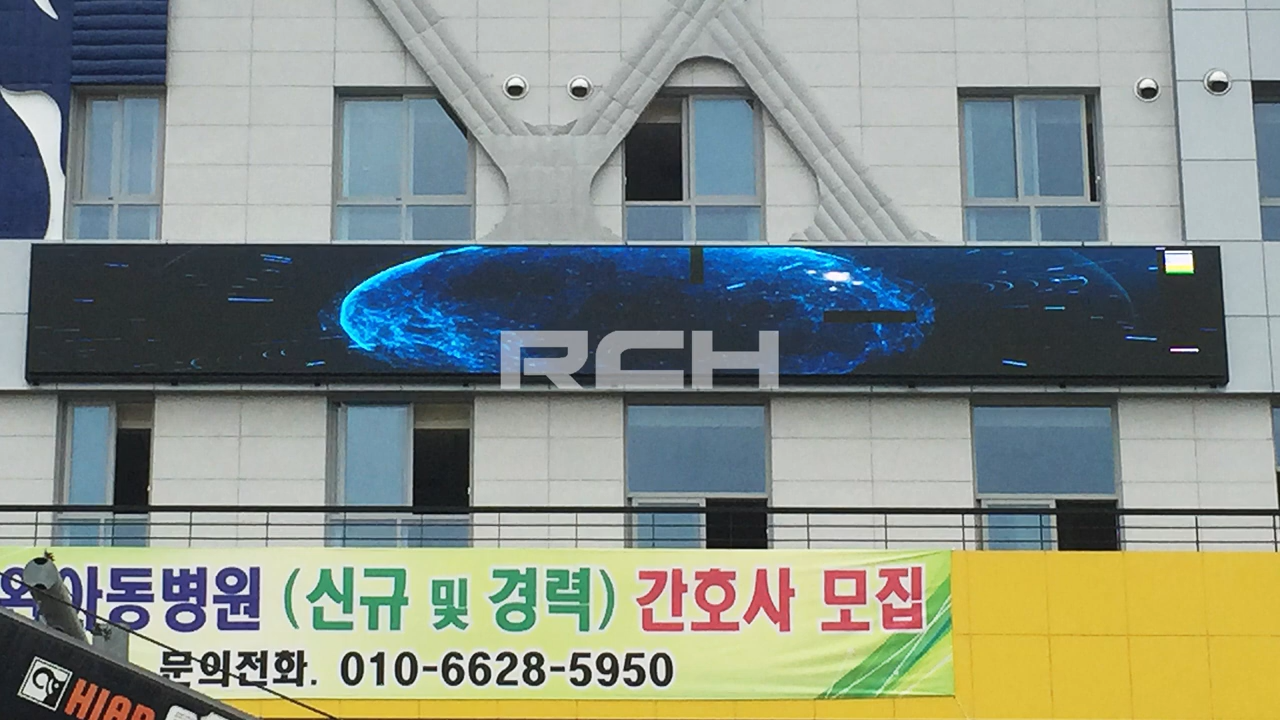 RCH
아동병원 (신규 및 경력) 간호사 모집
문의전화. 010-6628-5950
HIAB